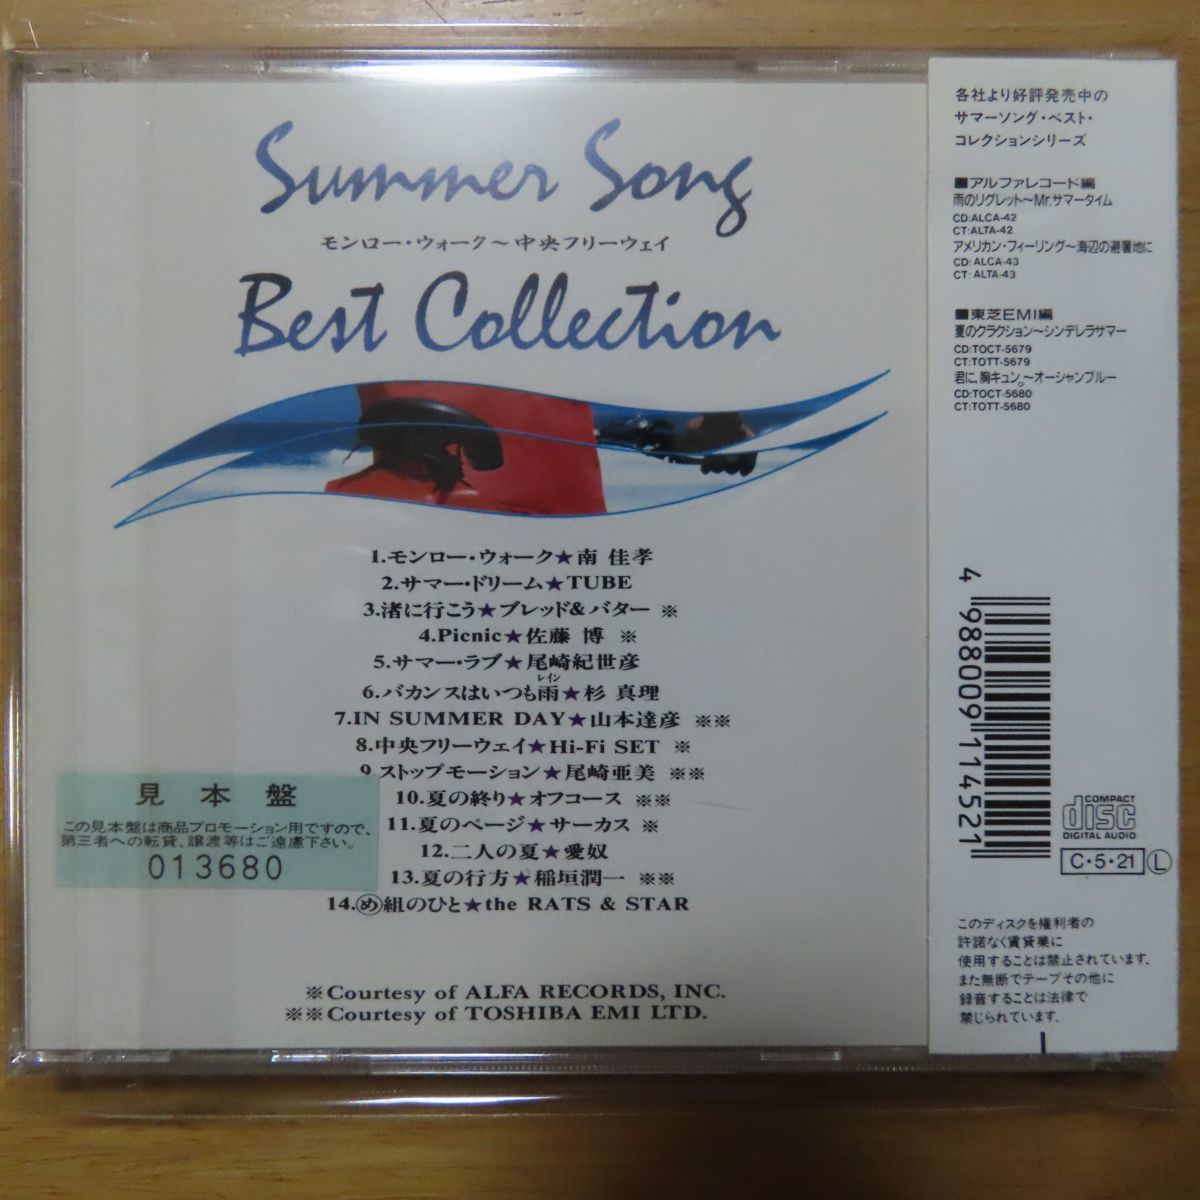 Summer Song
モンロー・ウォーク～中央フリーウェイ
Best Collection
1.モンロー・ウォーク★南 佳孝
2.サマー・ドリーム★TUBE
3.渚に行こう★ブレッド&バター ※
4.Picnic★佐藤 博 ※
5.サマー・ラブ★尾崎紀世彦
レイン
6.バカンスはいつも雨★杉 真理
7.IN SUMMER DAY★山本達彦 ※※
8.中央フリーウェイ★Hi-Fi SET ※
9.ストップモーション★尾崎亜美 ※※
10.夏の終り★オフコース ※※
11.夏のページ★サーカス ※
12.二人の夏★愛奴
13.夏の行方★稲垣潤一 ※※
14.㋱組のひと★the RATS & STAR
※Courtesy of ALFA RECORDS, INC.
※※Courtesy of TOSHIBA EMI LTD.
見本盤
この見本盤は商品プロモーション用ですので、
第三者への転貸、譲渡等はご遠慮下さい。
013680
各社より好評発売中の
サマーソング・ベスト・
コレクションシリーズ
■アルファレコード編
雨のリグレット～Mr.サマータイム
CD:ALCA-42
CT:ALTA-42
アメリカン・フィーリング～海辺の避暑地に
CD: ALCA-43
CT: ALTA-43
■東芝EMI編
夏のクラクション～シンデレラサマー
CD:TOCT-5679
CT:TOTT-5679
君に、胸キュン。～オーシャンブルー
CD:TOCT-5680
CT:TOTT-5680
4 988009 114521
COMPACT
disc
DIGITAL AUDIO
C・5・21 L
このディスクを権利者の
許諾なく賃貸業に
使用することは禁止されています。
また無断でテープその他に
録音することは法律で
禁じられています。